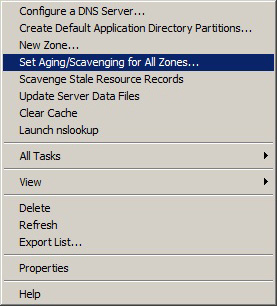 Configure a DNS Server...
Create Default Application Directory Partitions...
New Zone...
Set Aging/Scavenging for All Zones...
Scavenge Stale Resource Records
Update Server Data Files
Clear Cache
Launch nslookup
All Tasks
View
Delete
Refresh
Export List...
Properties
Help